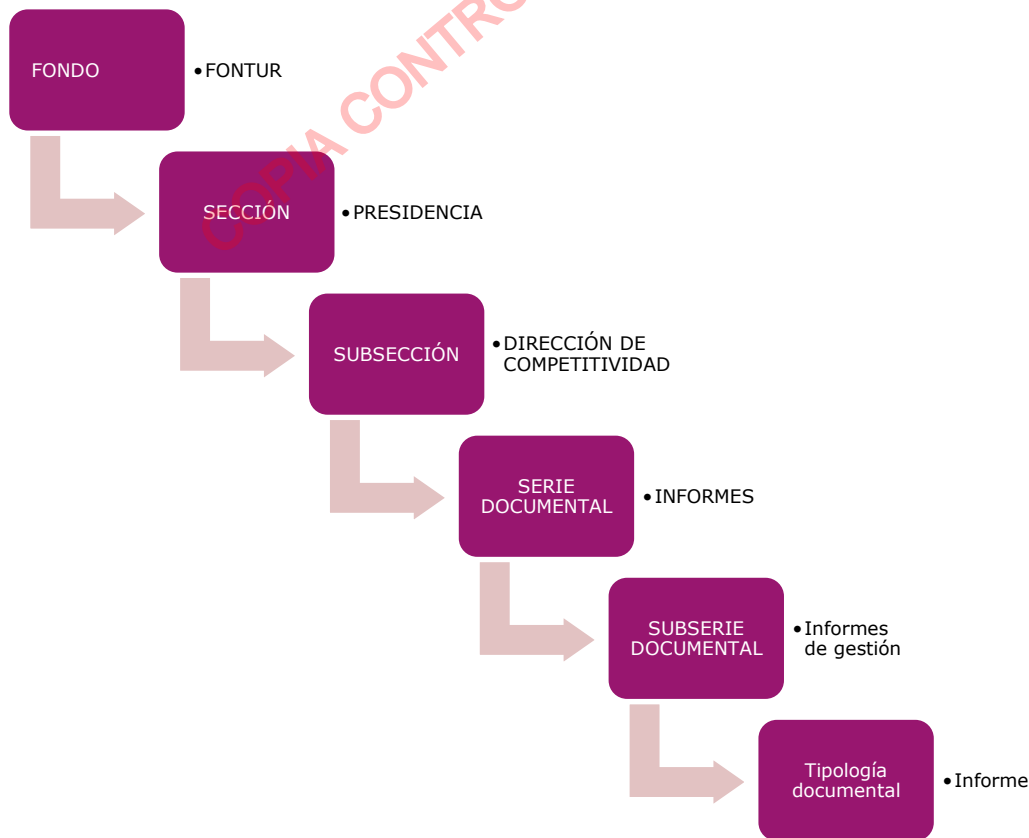 COPIA CONTRO
FONDO
•FONTUR
SECCIÓN
•PRESIDENCIA
SUBSECCIÓN
•DIRECCIÓN DE
COMPETITIVIDAD
SERIE
DOCUMENTAL
•INFORMES
SUBSERIE
DOCUMENTAL
•Informes
de gestión
Tipología
documental
•Informe